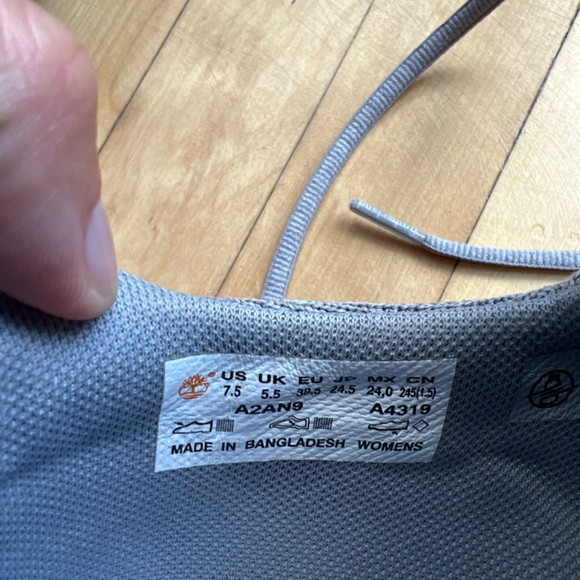 US UK EU JP MX CN
7.5 5.5 38.5 24.5 24,0 245(1.5)
A2AN9 A4319
MADE IN BANGLADESH WOMENS